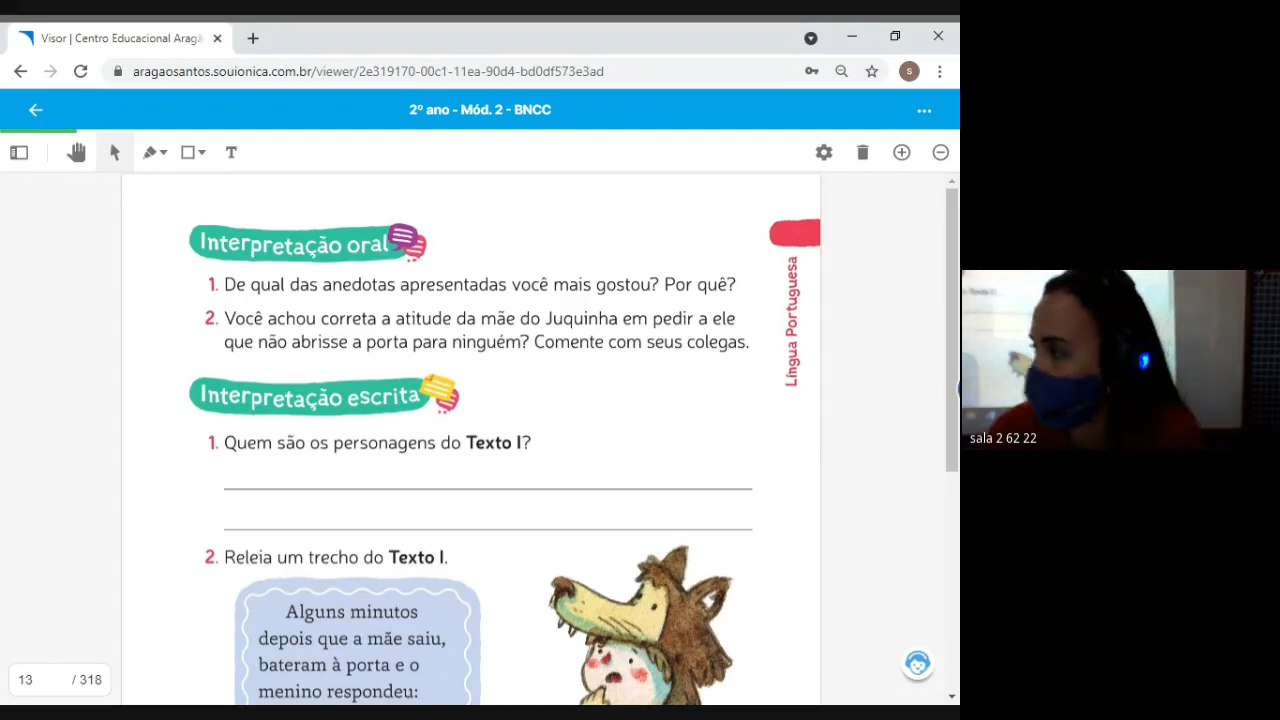 Visor | Centro Educacional Aragã
aragaosantos.souionica.com.br/viewer/2e319170-00c1-11ea-90d4-bd0df573e3ad
S
2º ano - Mód. 2 - BNCC
T
Interpretação oral
1. De qual das anedotas apresentadas você mais gostou? Por quê?
2. Você achou correta a atitude da mãe do Juquinha em pedir a ele
que não abrisse a porta para ninguém? Comente com seus colegas.
Língua Portuguesa
Interpretação escrita
1. Quem são os personagens do Texto I?
2. Releia um trecho do Texto I.
Alguns minutos
depois que a mãe saiu,
bateram à porta e o
menino respondeu:
13 / 318
sala 2 62 22